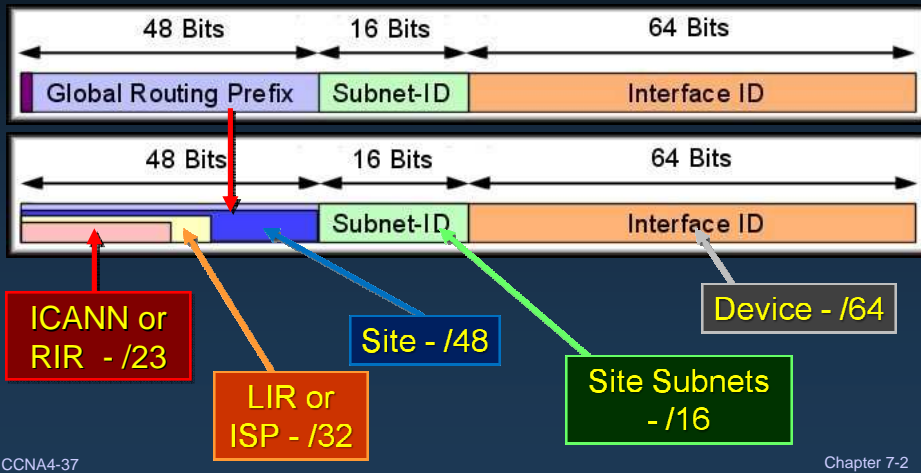 48 Bits 16 Bits 64 Bits
Global Routing Prefix Subnet-ID Interface ID
48 Bits 16 Bits 64 Bits
Subnet-ID Interface ID
ICANN or
RIR - /23
LIR or
ISP - /32
Site - /48
Site Subnets
- /16
Device - /64
CCNA4-37
Chapter 7-2